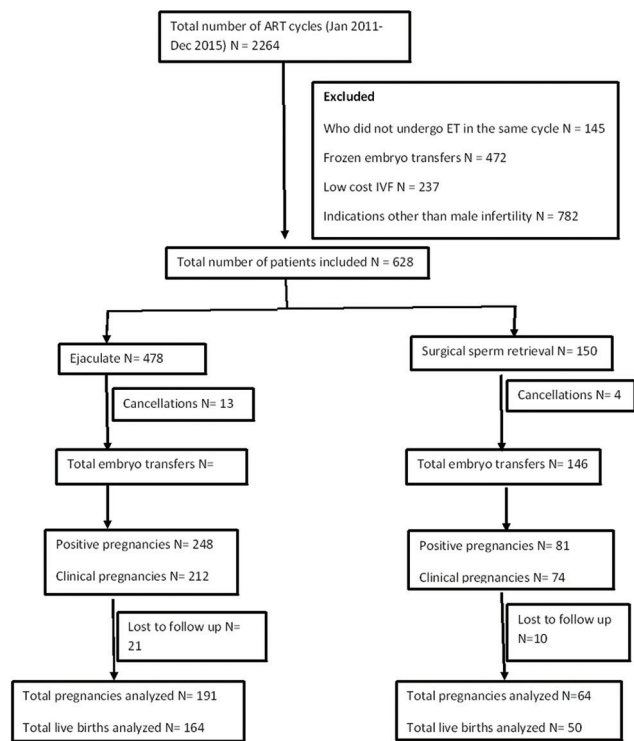 Total number of ART cycles (Jan 2011-
Dec 2015) N = 2264
Excluded
Who did not undergo ET in the same cycle N = 145
Frozen embryo transfers N = 472
Low cost IVF N = 237
Indications other than male infertility N = 782
Total number of patients included N = 628
Ejaculate N= 478
Surgical sperm retrieval N= 150
Cancellations N= 13
Cancellations N= 4
Total embryo transfers N=
Total embryo transfers N= 146
Positive pregnancies N= 248
Clinical pregnancies N= 212
Positive pregnancies N= 81
Clinical pregnancies N= 74
Lost to follow up N=
21
Lost to follow up
N=10
Total pregnancies analyzed N= 191
Total live births analyzed N= 164
Total pregnancies analyzed N=64
Total live births analyzed N= 50